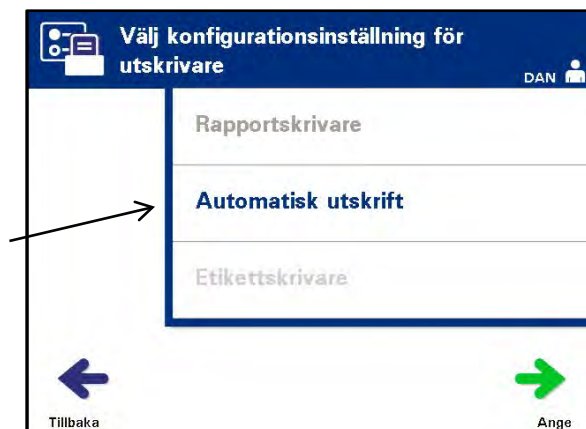 Välj konfigurationsinställning för
utskrivare
DAN
Rapportskrivare
Automatisk utskrift
Etikettskrivare
Tillbaka
Ange